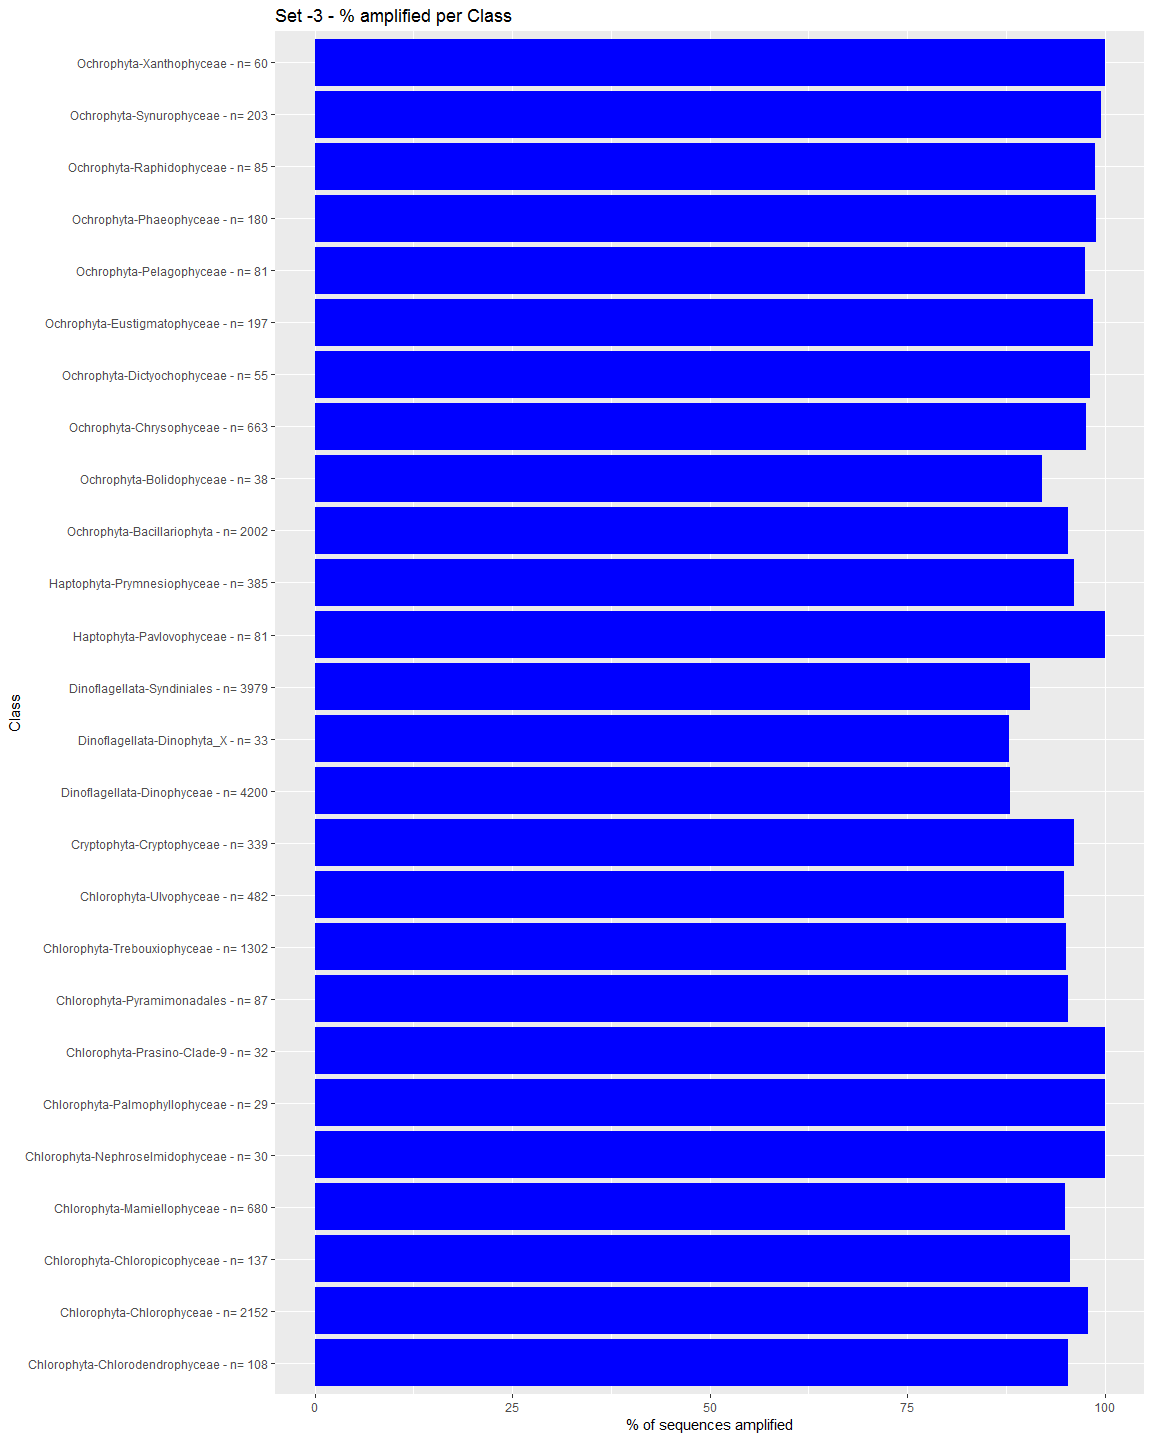 Set -3 - % amplified per Class
Ochrophyta-Xanthophyceae - n= 60
Ochrophyta-Synurophyceae - n= 203
Ochrophyta-Raphidophyceae - n= 85
Ochrophyta-Phaeophyceae - n= 180
Ochrophyta-Pelagophyceae - n= 81
Ochrophyta-Eustigmatophyceae - n= 197
Ochrophyta-Dictyochophyceae - n= 55
Ochrophyta-Chrysophyceae - n= 663
Ochrophyta-Bolidophyceae - n= 38
Ochrophyta-Bacillariophyta - n= 2002
Haptophyta-Prymnesiophyceae - n= 385
Haptophyta-Pavlovophyceae - n= 81
Dinoflagellata-Syndiniales - n= 3979
Dinoflagellata-Dinophyta_X - n= 33
Dinoflagellata-Dinophyceae - n= 4200
Cryptophyta-Cryptophyceae - n= 339
Chlorophyta-Ulvophyceae - n= 482
Chlorophyta-Trebouxiophyceae - n= 1302
Chlorophyta-Pyramimonadales - n= 87
Chlorophyta-Prasino-Clade-9 - n= 32
Chlorophyta-Palmophyllophyceae - n= 29
Chlorophyta-Nephroselmidophyceae - n= 30
Chlorophyta-Mamiellophyceae - n= 680
Chlorophyta-Chloropicophyceae - n= 137
Chlorophyta-Chlorophyceae - n= 2152
Chlorophyta-Chlorodendrophyceae - n= 108
Class
0 25 50 75 100
% of sequences amplified